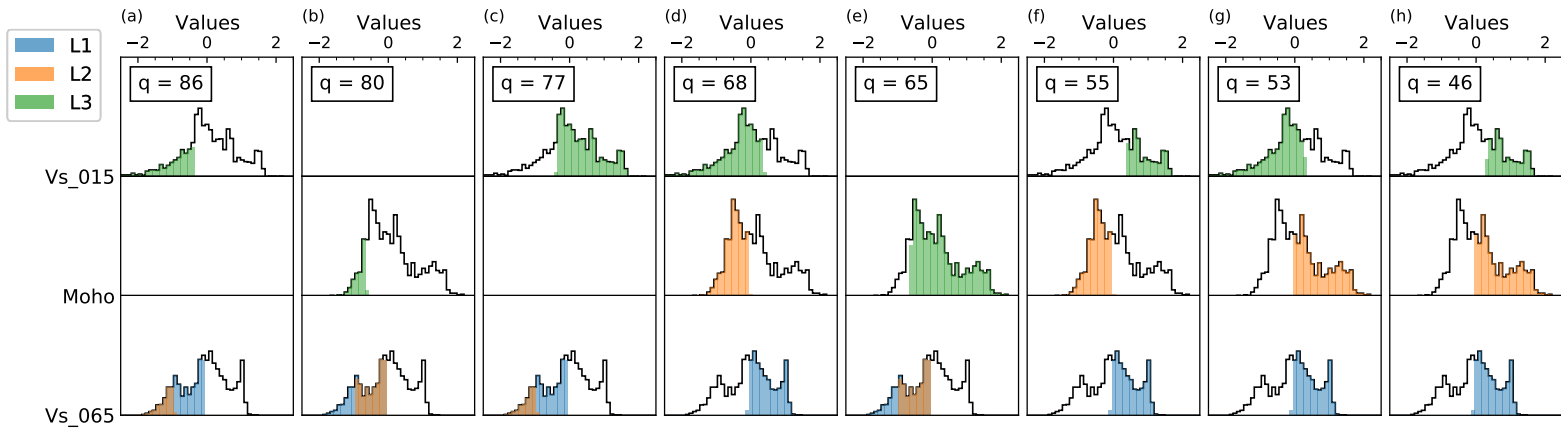 (a) Values
(b) Values
(c) Values
(d) Values
(e) Values
(f) Values
(g) Values
(h) Values
−2 0 2
−2 0 2
−2 0 2
−2 0 2
−2 0 2
−2 0 2
−2 0 2
−2 0 2
L1
L2
L3
q = 86
q = 80
q = 77
q = 68
q = 65
q = 55
q = 53
q = 46
Vs_015
Moho
Vs_065